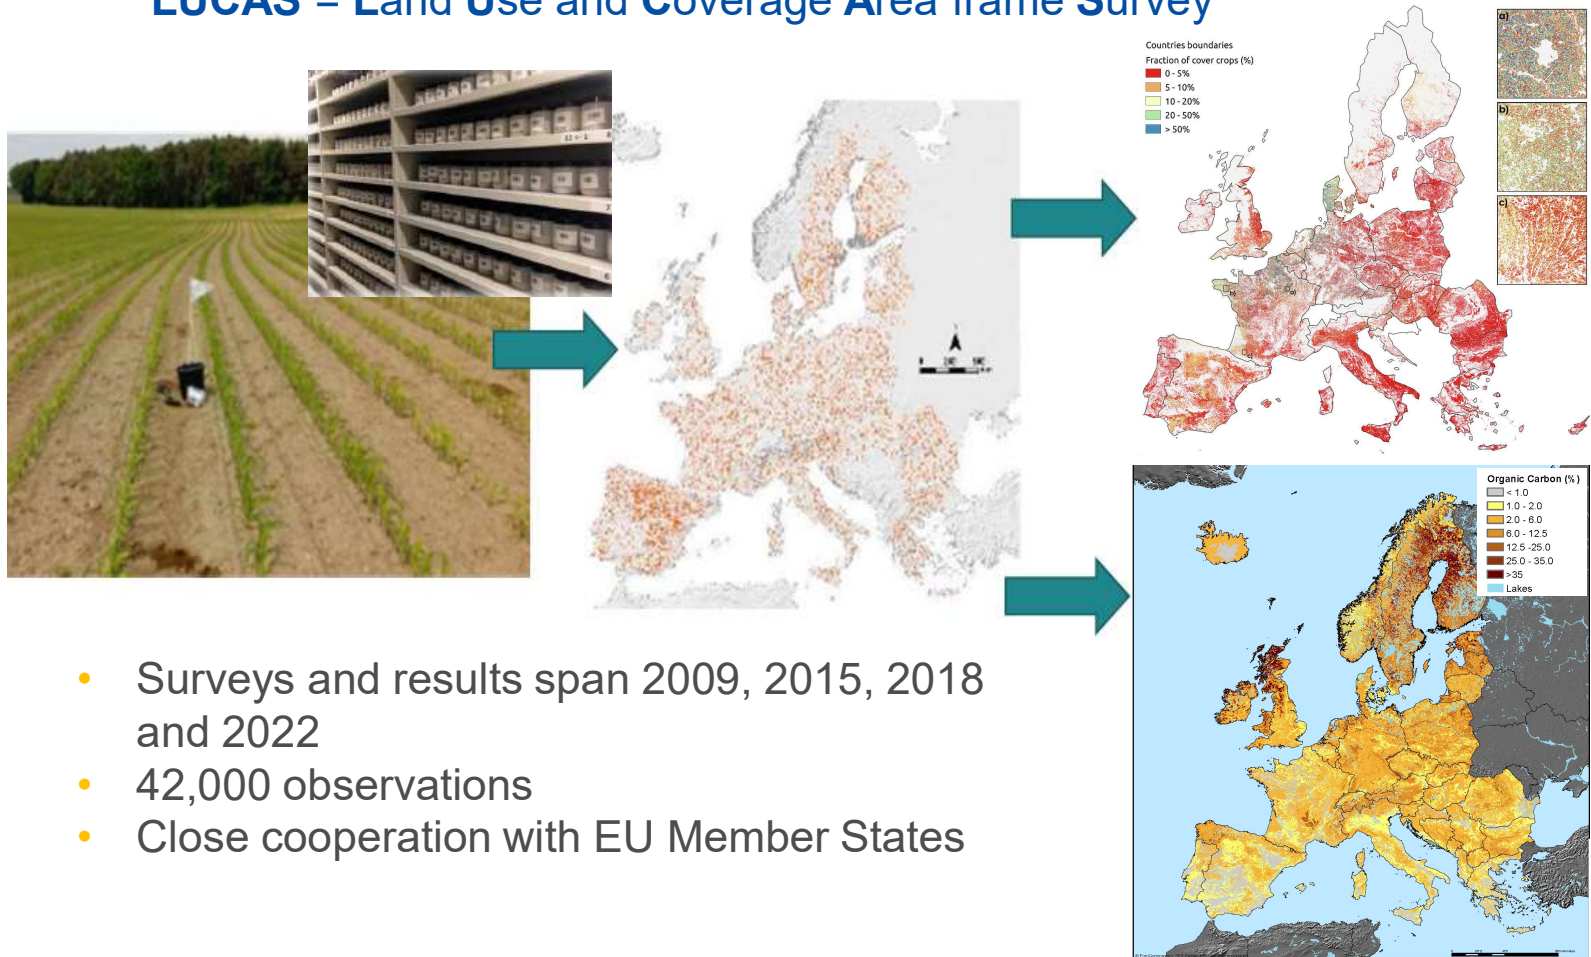 LUCAS = Land Use and Coverage Area frame Survey
Countries boundaries
Fraction of cover crops (%)
0 - 5%
5 - 10%
10 - 20%
20 - 50%
> 50%
a)
b)
c)
b)
a)
c)
Organic Carbon (%)
< 1.0
1.0 - 2.0
2.0 - 6.0
6.0 - 12.5
12.5 -25.0
25.0 - 35.0
>35
Lakes
• Surveys and results span 2009, 2015, 2018
and 2022
• 42,000 observations
• Close cooperation with EU Member States